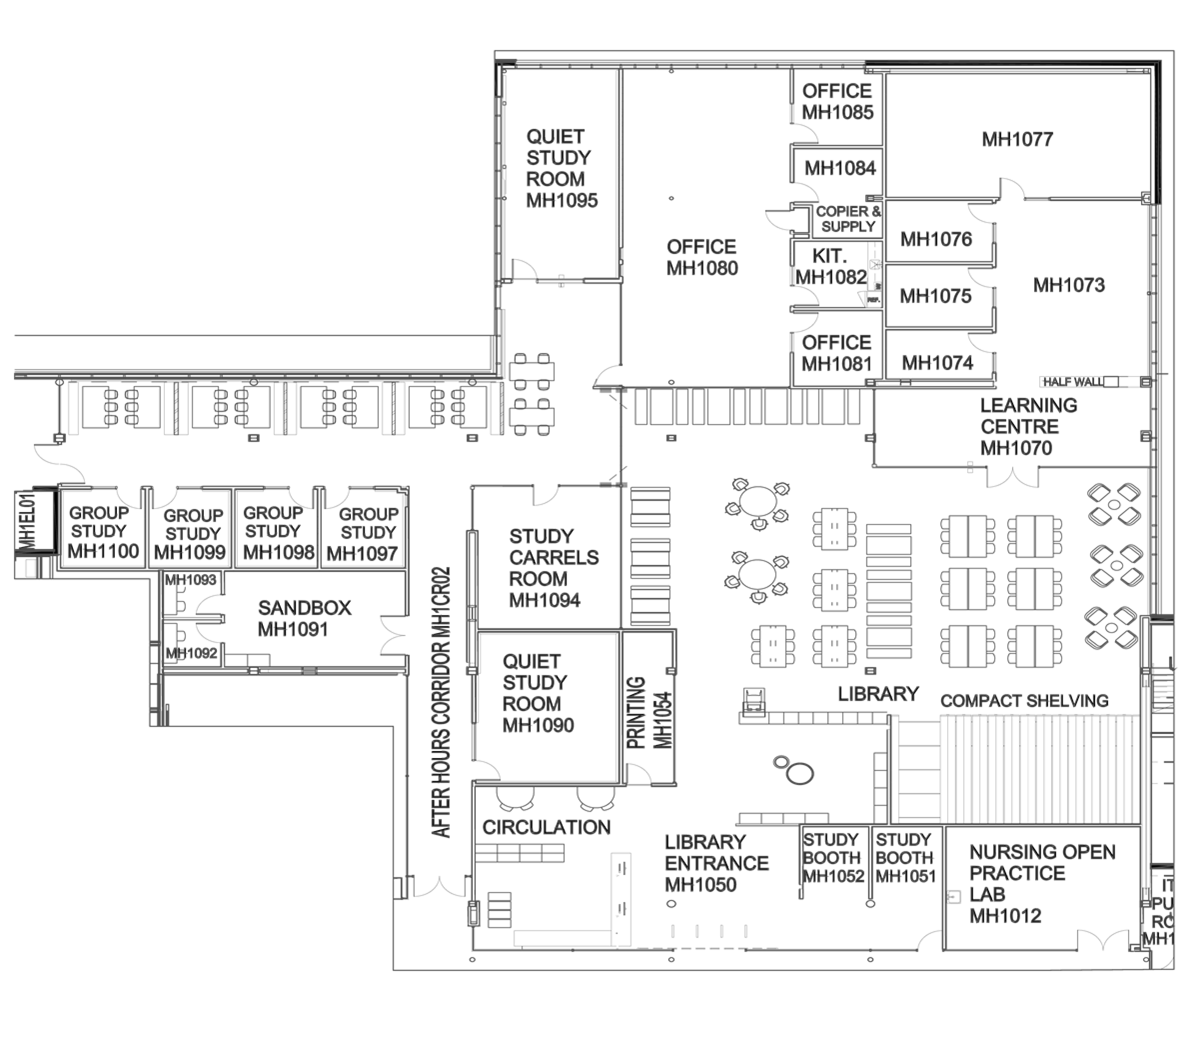 OFFICE
MH1085
QUIET
STUDY
ROOM
MH1095
MH1077
MH1084
COPIER &
SUPPLY
MH1076
OFFICE
MH1080
KIT.
MH1082
REF.
MH1075
MH1073
OFFICE
MH1081
MH1074
HALF WALL
LEARNING
CENTRE
MH1070
MH1EL01
GROUP
STUDY
MH1100
GROUP
STUDY
MH1099
GROUP
STUDY
MH1098
GROUP
STUDY
MH1097
STUDY
CARRELS
ROOM
MH1094
MH1093
SANDBOX
MH1091
MH1092
AFTER HOURS CORRIDOR MH1CR02
QUIET
STUDY
ROOM
MH1090
PRINTING
MH1054
LIBRARY
COMPACT SHELVING
CIRCULATION
LIBRARY
ENTRANCE
MH1050
STUDY
BOOTH
MH1052
STUDY
BOOTH
MH1051
NURSING OPEN
PRACTICE
LAB
MH1012
IT
PU
RO
MH1